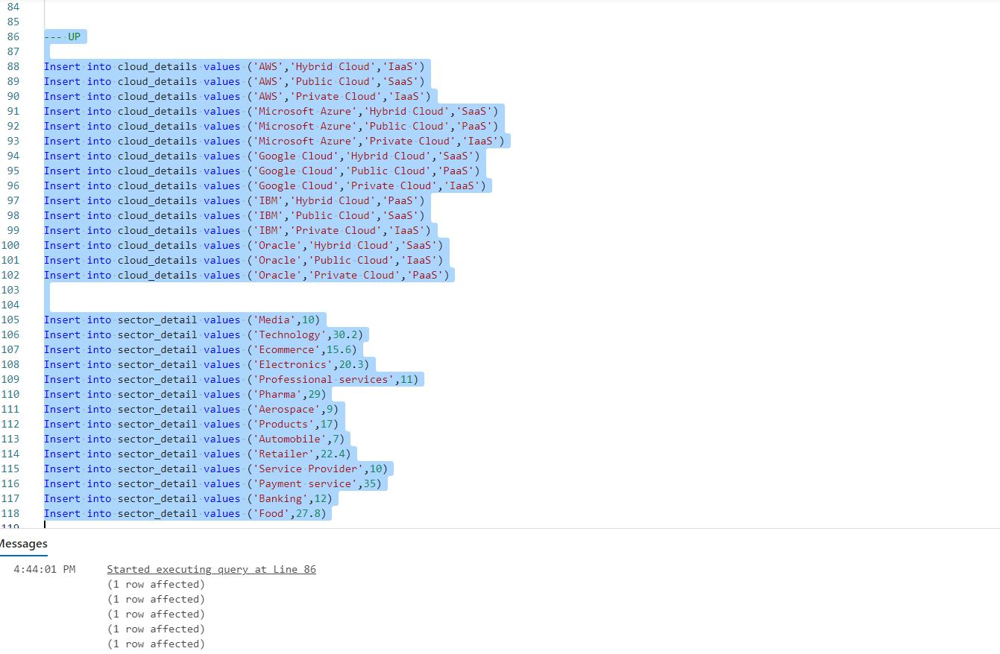 84
85
86 --- UP
87
88 Insert into cloud_details values ('AWS','Hybrid Cloud','IaaS')
89 Insert into cloud_details values ('AWS','Public Cloud','SaaS')
90 Insert into cloud_details values ('AWS','Private Cloud','IaaS')
91 Insert into cloud_details values ('Microsoft Azure','Hybrid Cloud','SaaS')
92 Insert into cloud_details values ('Microsoft Azure','Public Cloud','PaaS')
93 Insert into cloud_details values ('Microsoft Azure','Private Cloud','IaaS')
94 Insert into cloud_details values ('Google Cloud','Hybrid Cloud','SaaS')
95 Insert into cloud_details values ('Google Cloud','Public Cloud','PaaS')
96 Insert into cloud_details values ('Google Cloud','Private Cloud','IaaS')
97 Insert into cloud_details values ('IBM','Hybrid Cloud','PaaS')
98 Insert into cloud_details values ('IBM','Public Cloud','SaaS')
99 Insert into cloud_details values ('IBM','Private Cloud','IaaS')
100 Insert into cloud_details values ('Oracle','Hybrid Cloud','SaaS')
101 Insert into cloud_details values ('Oracle','Public Cloud','IaaS')
102 Insert into cloud_details values ('Oracle','Private Cloud','PaaS')
103
104
105 Insert into sector_detail values ('Media',10)
106 Insert into sector_detail values ('Technology',30.2)
107 Insert into sector_detail values ('Ecommerce',15.6)
108 Insert into sector_detail values ('Electronics',20.3)
109 Insert into sector_detail values ('Professional services',11)
110 Insert into sector_detail values ('Pharma',29)
111 Insert into sector_detail values ('Aerospace',9)
112 Insert into sector_detail values ('Products',17)
113 Insert into sector_detail values ('Automobile',7)
114 Insert into sector_detail values ('Retailer',22.4)
115 Insert into sector_detail values ('Service Provider',10)
116 Insert into sector_detail values ('Payment service',35)
117 Insert into sector_detail values ('Banking',12)
118 Insert into sector_detail values ('Food',27.8)
119
Messages
4:44:01 PM Started executing query at Line 86
(1 row affected)
(1 row affected)
(1 row affected)
(1 row affected)
(1 row affected)